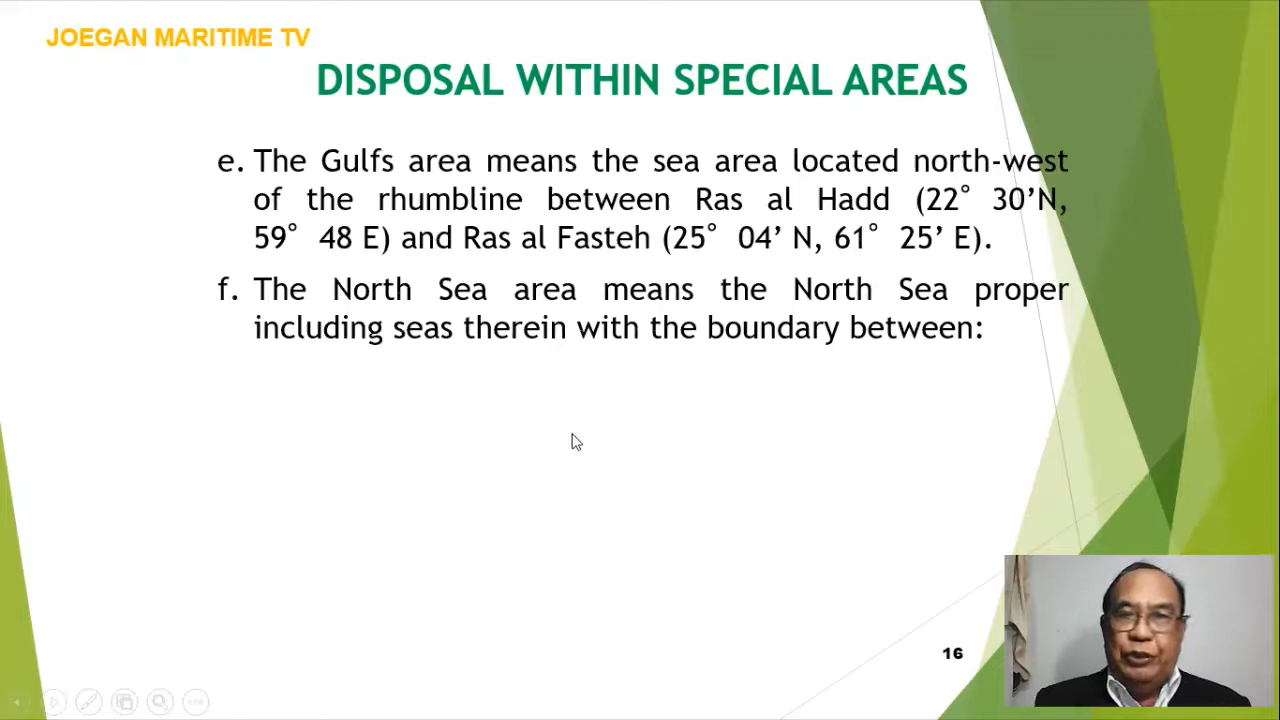 JOEGAN MARITIME TV
DISPOSAL WITHIN SPECIAL AREAS
e. The Gulfs area means the sea area located north-west
of the rhumbline between Ras al Hadd (22° 30’N,
59° 48 E) and Ras al Fasteh (25° 04’ N, 61° 25’ E).
f. The North Sea area means the North Sea proper
including seas therein with the boundary between:
16